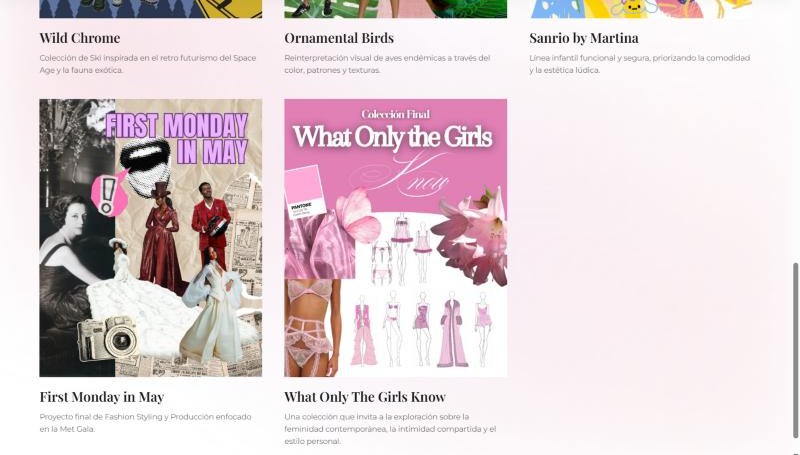 Wild Chrome
Colección de Ski inspirada en el retro futurismo del Space
Age y la fauna exótica.
Ornamental Birds
Reinterpretación visual de aves endémicas a través del
color, patrones y texturas.
Sanrio by Martina
Línea infantil funcional y segura, priorizando la comodidad
y la estética lúdica.
FIRST MONDAY
IN MAY
Colección Final
What Only the Girls
Know
PANTONE
First Monday in May
Proyecto final de Fashion Styling y Producción enfocado
en la Met Gala.
What Only The Girls Know
Una colección que invita a la exploración sobre la
feminidad contemporánea, la intimidad compartida y el
estilo personal.